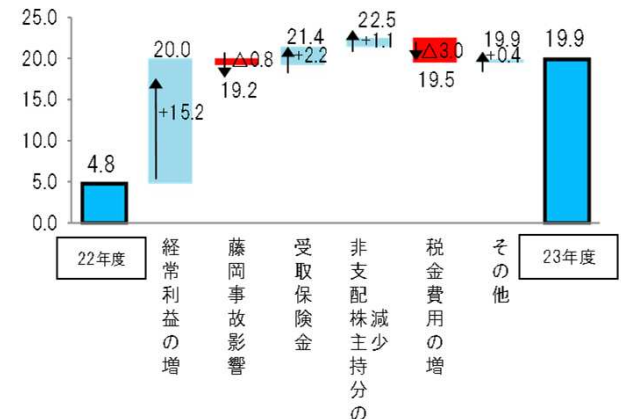 25.0
20.0
15.0
10.0
5.0
0.0
4.8
20.0
+15.2
△0.8
19.2
21.4
+2.2
22.5
+1.1
△3.0
19.5
19.9
+0.4
19.9
22年度
経常利益の増
藤岡事故影響
受取保険金
非支配株主持分の
減少
税金費用の増
その他
23年度